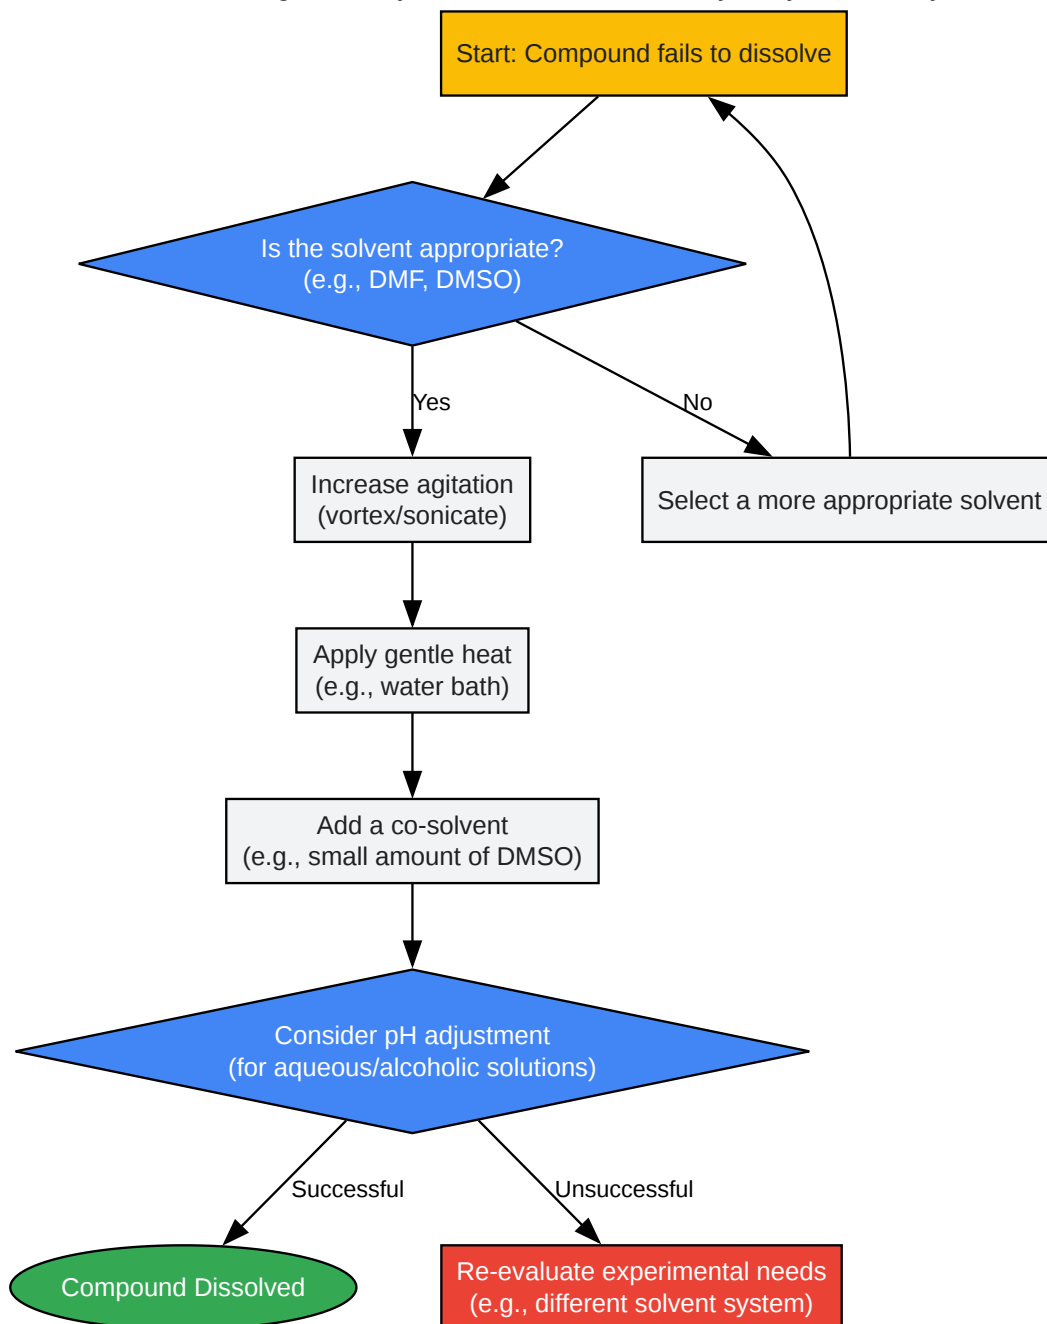 Start: Compound fails to dissolve
Is the solvent appropriate?
(e.g., DMF, DMSO)
Yes
No
Increase agitation
(vortex/sonicate)
Select a more appropriate solvent
Apply gentle heat
(e.g., water bath)
Add a co-solvent
(e.g., small amount of DMSO)
Consider pH adjustment
(for aqueous/alcoholic solutions)
Successful
Unsuccessful
Compound Dissolved
Re-evaluate experimental needs
(e.g., different solvent system)